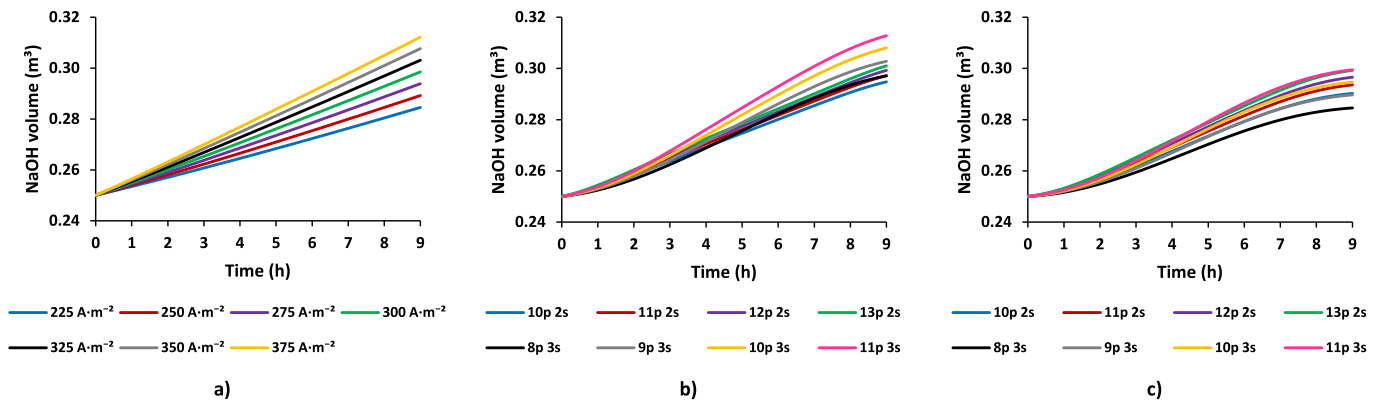 NaOH volume (m³)
0.32
0.30
0.28
0.26
0.24
0.22
0 1 2 3 4 5 6 7 8 9
Time (h)
225 A·m⁻² 250 A·m⁻² 275 A·m⁻² 300 A·m⁻²
325 A·m⁻² 350 A·m⁻² 375 A·m⁻²
a)
NaOH volume (m³)
0.32
0.30
0.28
0.26
0.24
0 1 2 3 4 5 6 7 8 9
Time (h)
10p 2s 11p 2s 12p 2s 13p 2s
8p 3s 9p 3s 10p 3s 11p 3s
b)
NaOH volume (m³)
0.32
0.30
0.28
0.26
0.24
0 1 2 3 4 5 6 7 8 9
Time (h)
10p 2s 11p 2s 12p 2s 13p 2s
8p 3s 9p 3s 10p 3s 11p 3s
c)